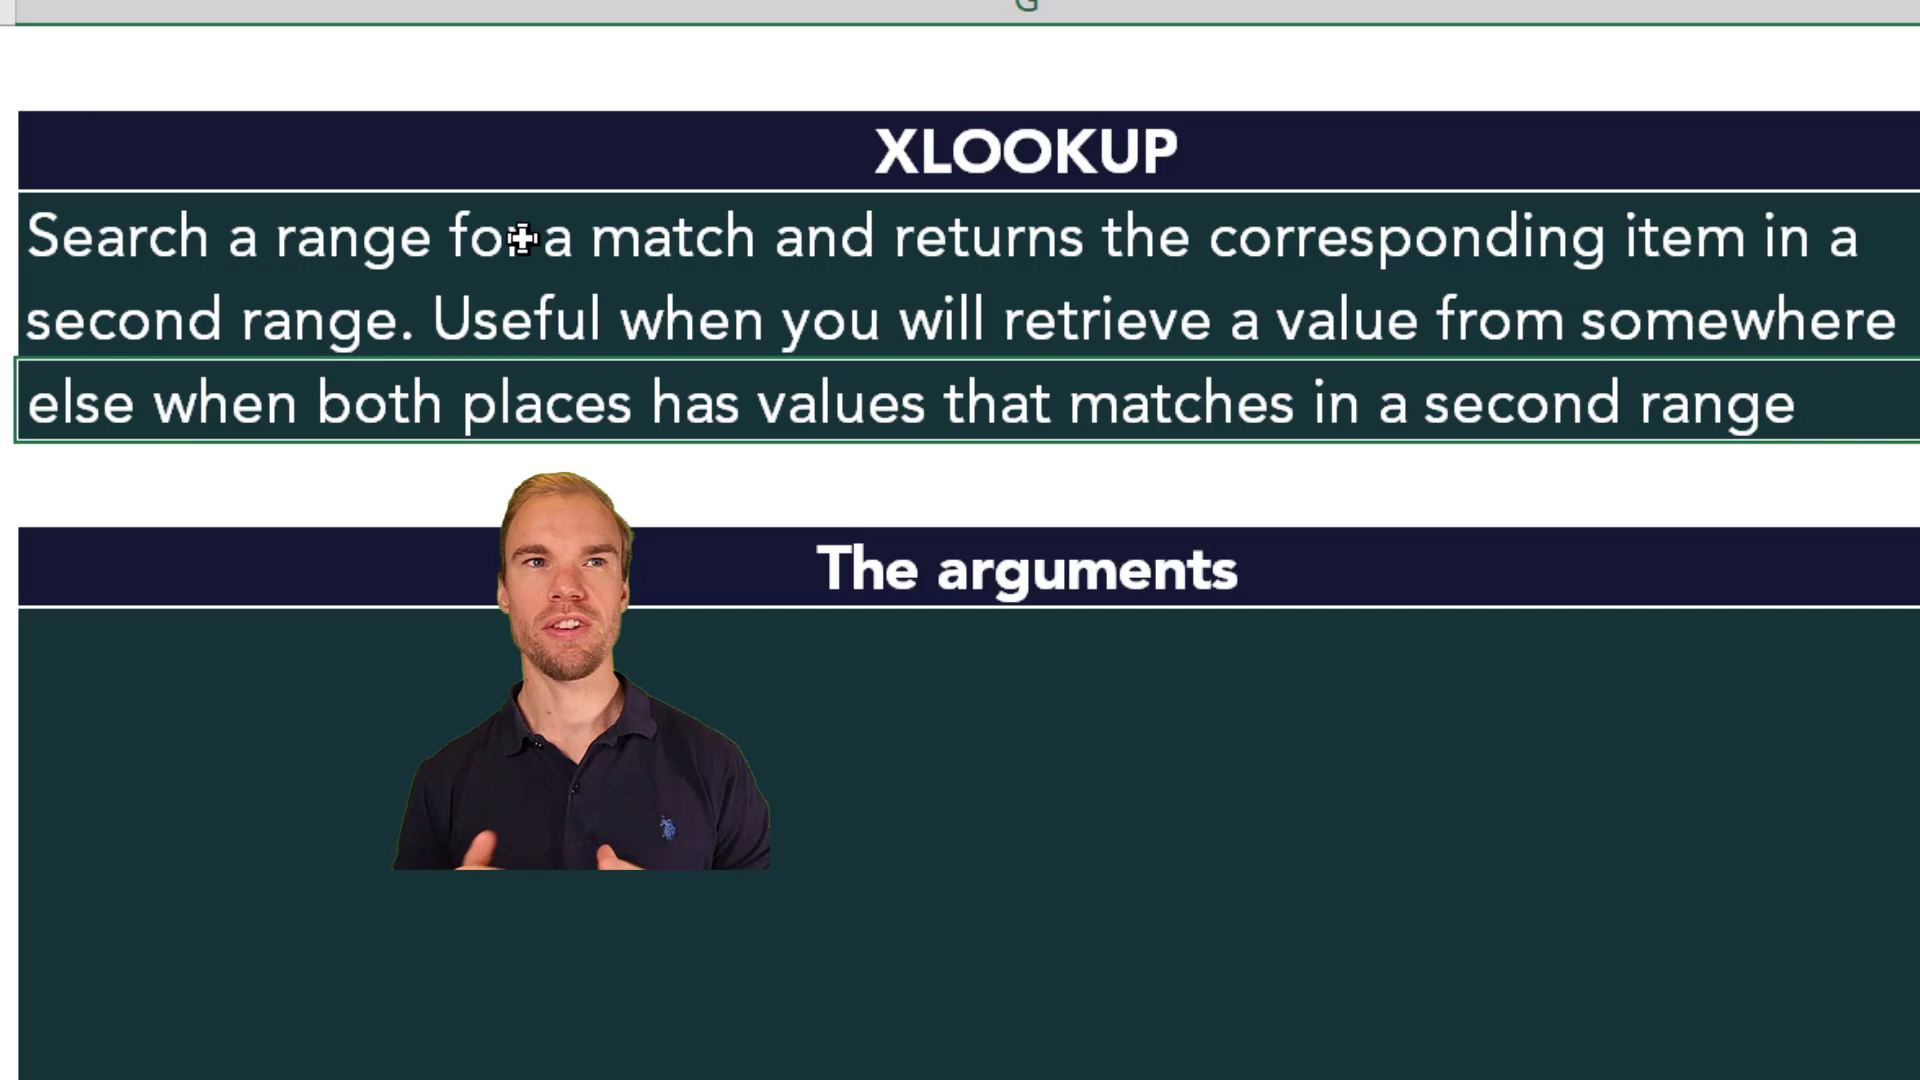 G
XLOOKUP
Search a range for a match and returns the corresponding item in a
second range. Useful when you will retrieve a value from somewhere
else when both places has values that matches in a second range
The arguments